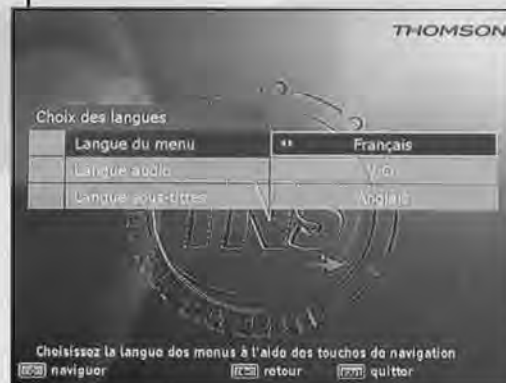 THOMSON
Choix des langues
Langue du menu Français
Langue audio V.O.
Langue sous-titres Anglais
TNS
Choisissez la langue des menus à l'aide des touches de navigation
naviguer retour quitter